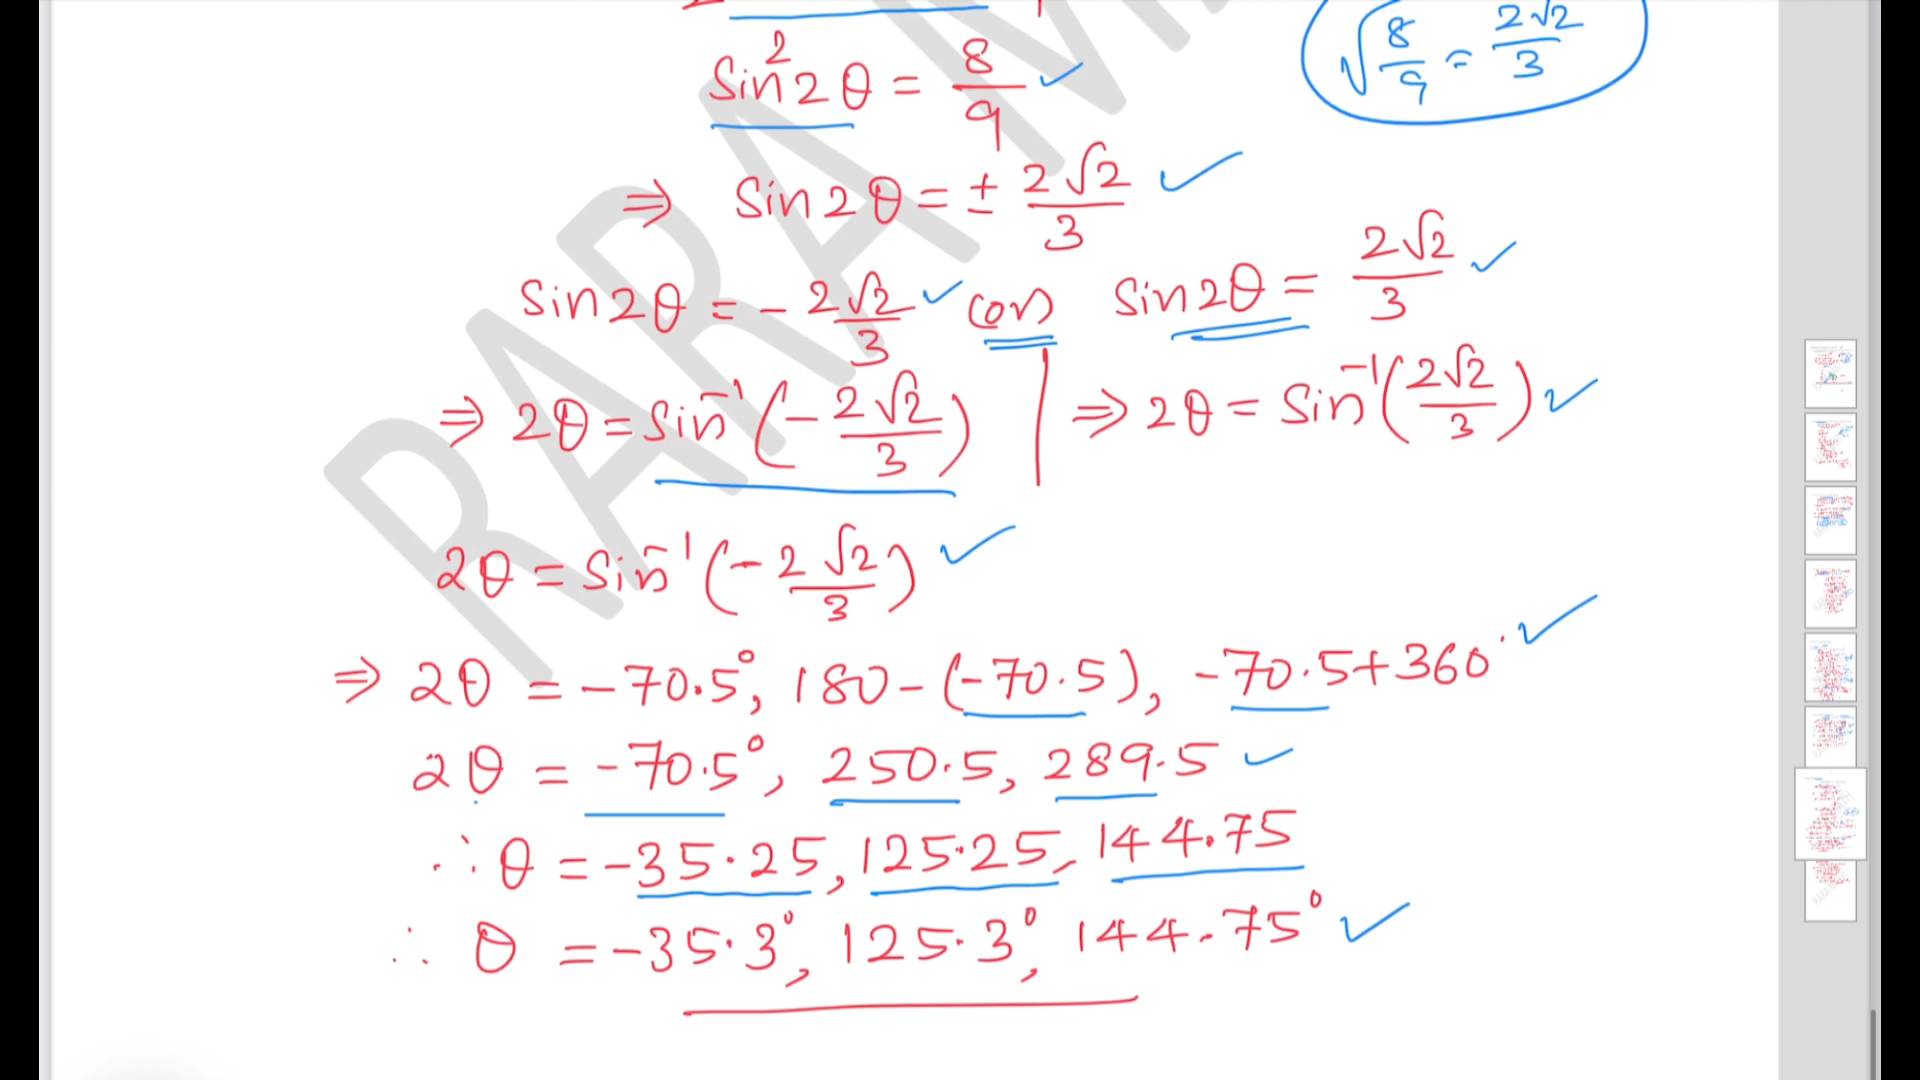 √8/9 = 2√2/3
Sin²2θ = 8/9
⇒ Sin2θ = ± 2√2/3
Sin2θ = - 2√2/3 (or) Sin2θ = 2√2/3
⇒ 2θ = Sin⁻¹(- 2√2/3) | ⇒ 2θ = Sin⁻¹(2√2/3)
2θ = Sin⁻¹(- 2√2/3)
⇒ 2θ = -70.5°, 180-(-70.5), -70.5+360
2θ = -70.5°, 250.5, 289.5
∴ θ = -35.25, 125.25, 144.75
∴ θ = -35.3°, 125.3°, 144.75°